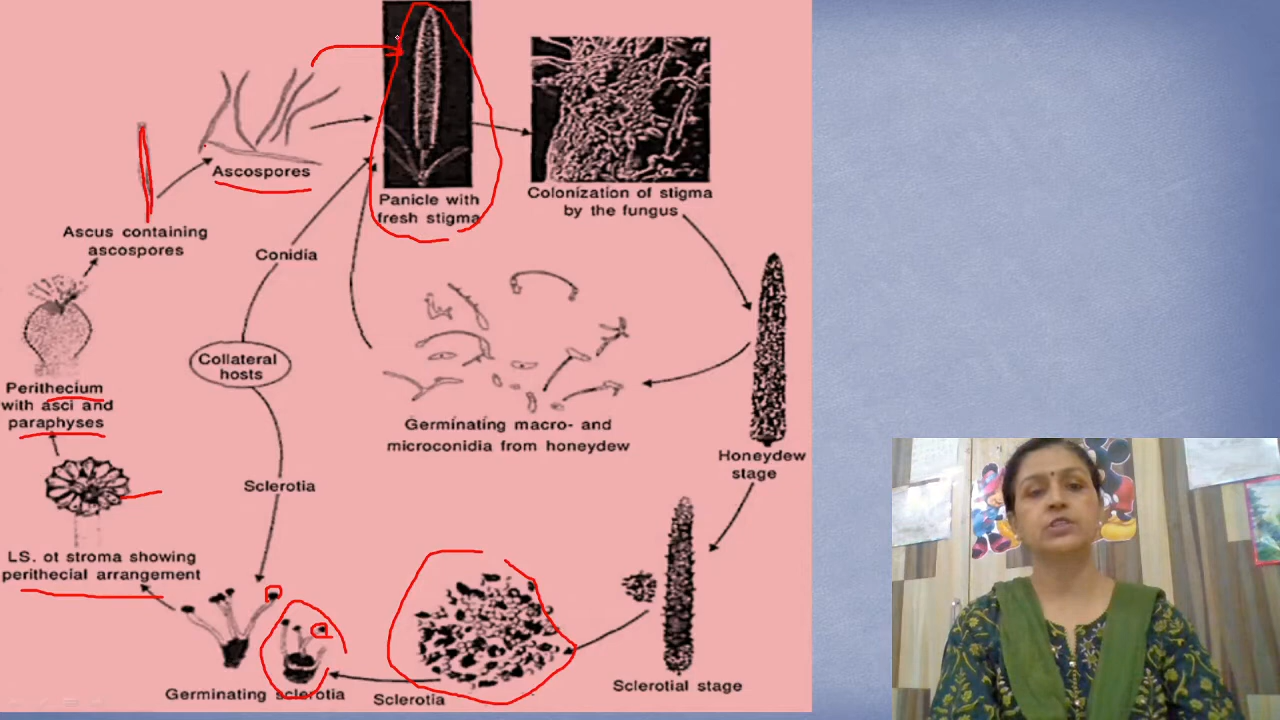 Ascospores
Panicle with
fresh stigma
Colonization of stigma
by the fungus
Ascus containing
ascospores
Conidia
Perithecium
with asci and
paraphyses
Collateral
hosts
Germinating macro- and
microconidia from honeydew
Honeydew
stage
Sclerotia
LS. of stroma showing
perithecial arrangement
Germinating sclerotia
Sclerotia
Sclerotial stage